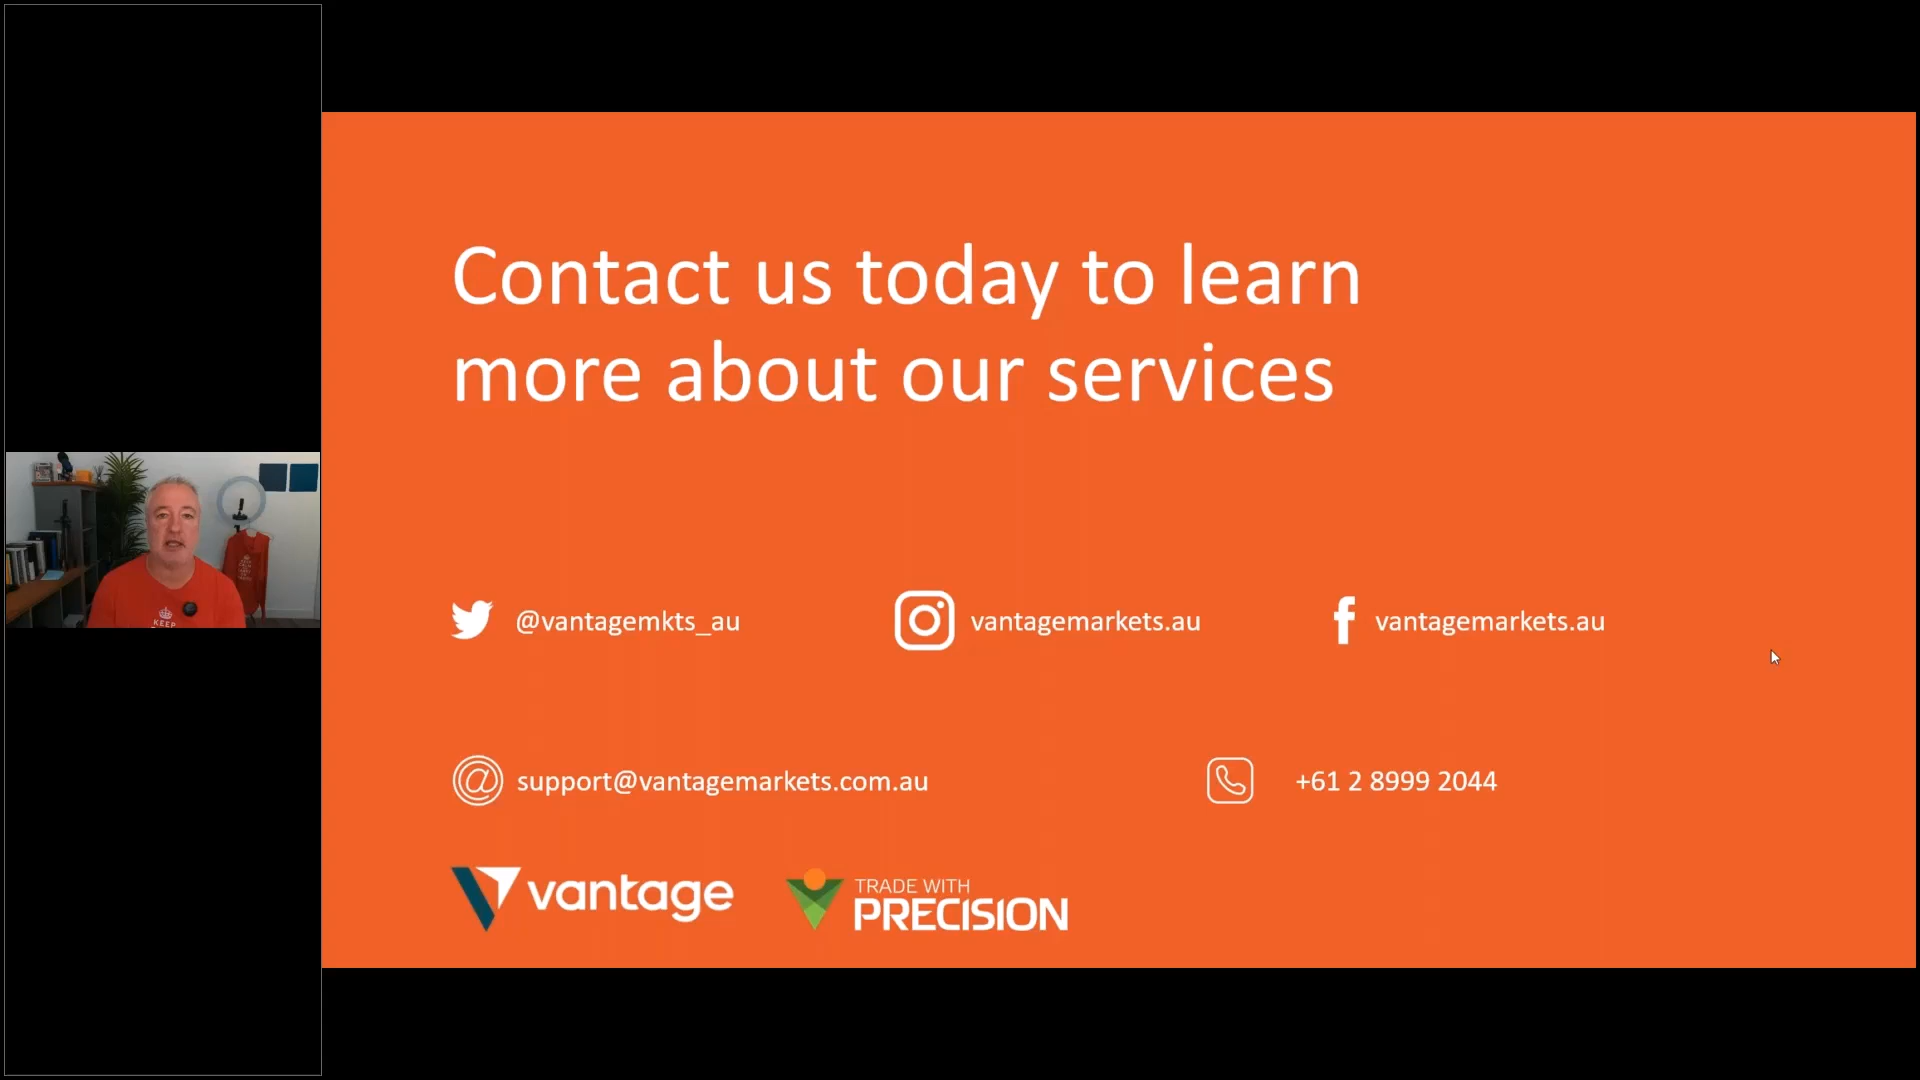 Contact us today to learn
more about our services
@vantagemkts_au
vantagemarkets.au
vantagemarkets.au
support@vantagemarkets.com.au
+61 2 8999 2044
vantage
TRADE WITH
PRECISION
KEEP